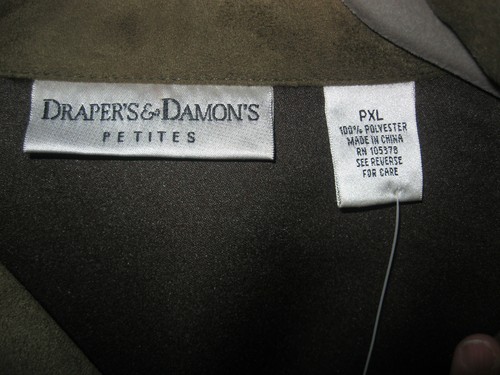 DRAPER'S & DAMON'S
PETITES
PXL
100% POLYESTER
MADE IN CHINA
RN 105378
SEE REVERSE
FOR CARE